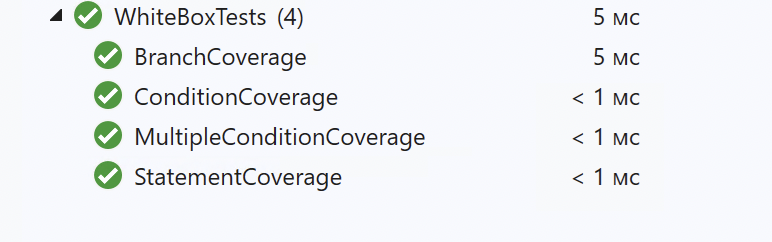 WhiteBoxTests (4) 5 мс
BranchCoverage 5 мс
ConditionCoverage < 1 мс
MultipleConditionCoverage < 1 мс
StatementCoverage < 1 мс